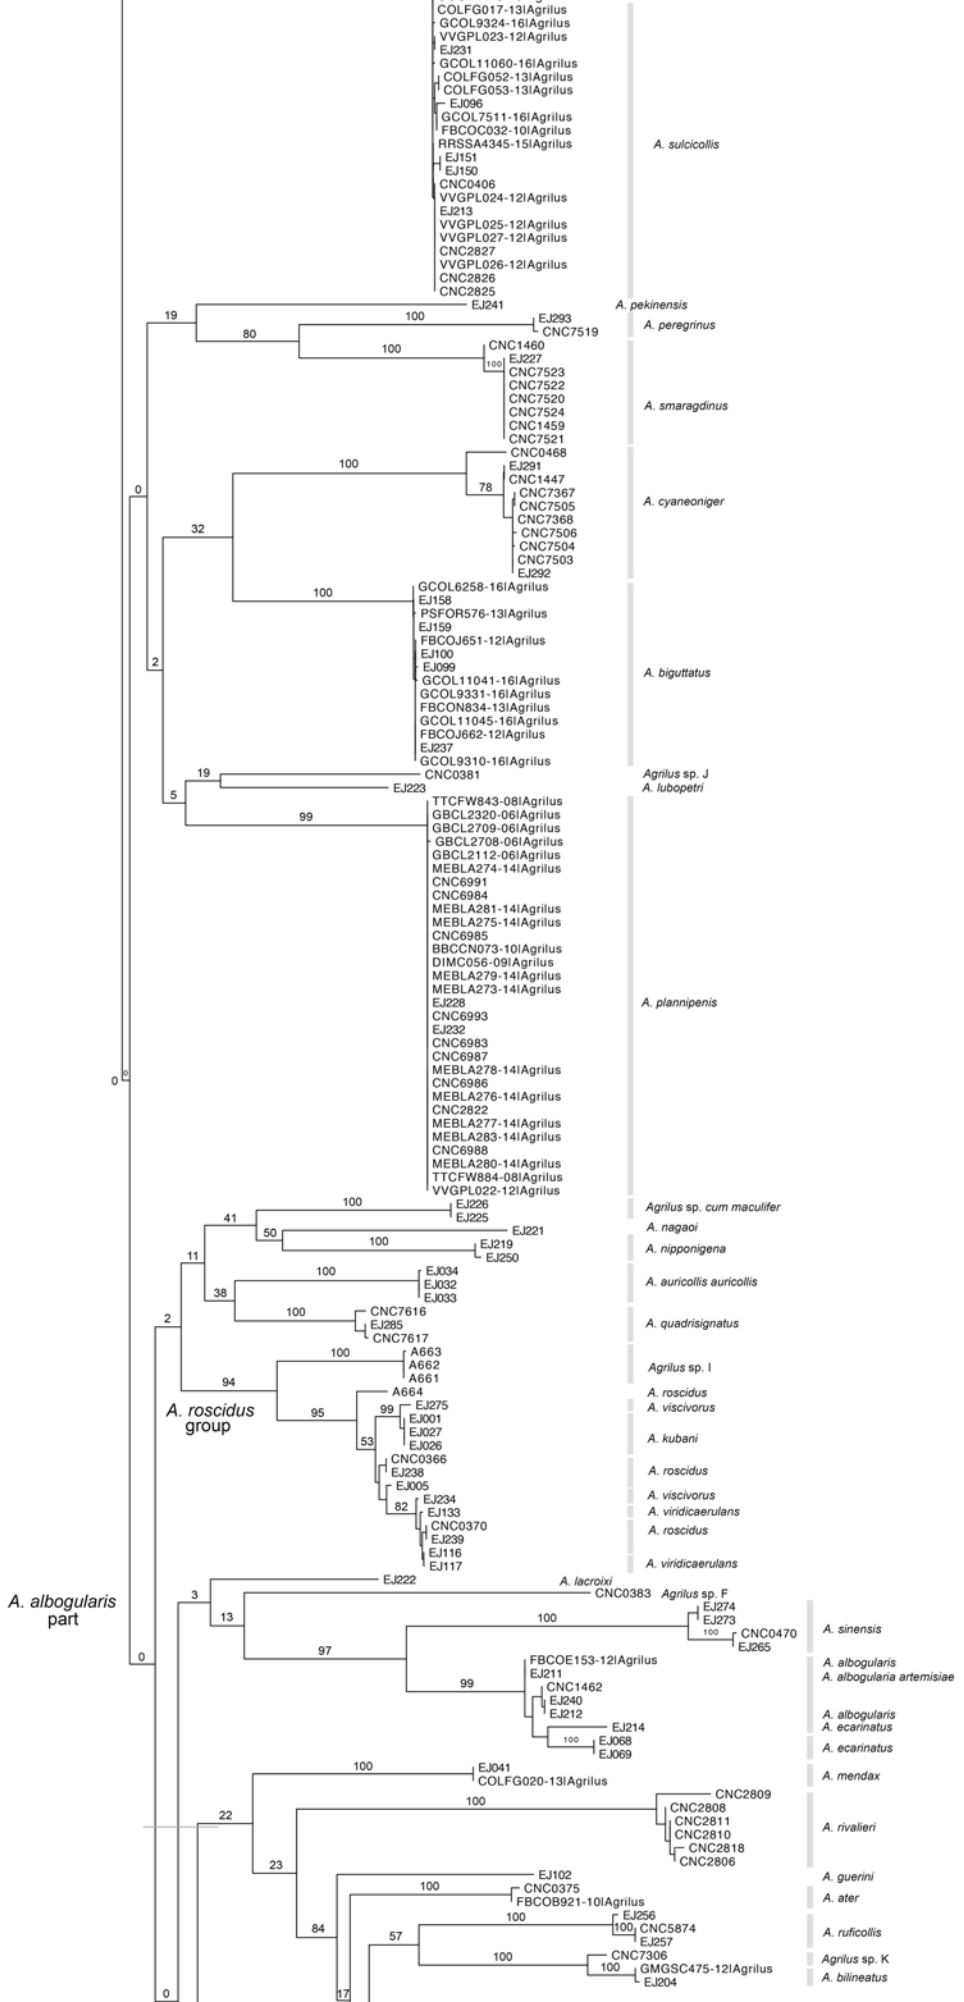 COLFG017-13|Agrilus
GCOL9324-16|Agrilus
VVGPL023-12|Agrilus
EJ231
GCOL11060-16|Agrilus
COLFG052-13|Agrilus
COLFG053-13|Agrilus
EJ096
GCOL7511-16|Agrilus
FBCOC032-10|Agrilus
RRSSA4345-15|Agrilus
A. sulcicollis
EJ151
EJ150
CNC0406
VVGPL024-12|Agrilus
EJ213
VVGPL025-12|Agrilus
VVGPL027-12|Agrilus
CNC2827
VVGPL026-12|Agrilus
CNC2826
CNC2825
EJ241 A. pekinensis
19
100 EJ293
A. peregrinus
CNC7519
80
CNC1460
100
EJ227
100
CNC7523
CNC7522
CNC7520
A. smaragdinus
CNC7524
CNC1459
CNC7521
CNC0468
100
EJ291
CNC1447
78
0
CNC7367
A. cyaneoniger
CNC7505
CNC7368
32
CNC7506
CNC7504
CNC7503
EJ292
GCOL6258-16|Agrilus
100
EJ158
PSFOR576-13|Agrilus
EJ159
FBCOJ651-12|Agrilus
EJ100
2
EJ099
A. biguttatus
GCOL11041-16|Agrilus
GCOL9331-16|Agrilus
FBCON834-13|Agrilus
GCOL11045-16|Agrilus
FBCOJ662-12|Agrilus
EJ237
GCOL9310-16|Agrilus
19 CNC0381 Agrilus sp. J
EJ223 A. lubopetri
5
TTCFW843-08|Agrilus
99
GBCL2320-06|Agrilus
GBCL2709-06|Agrilus
GBCL2708-06|Agrilus
GBCL2112-06|Agrilus
MEBLA274-14|Agrilus
CNC6991
CNC6984
MEBLA281-14|Agrilus
MEBLA275-14|Agrilus
CNC6985
BBCCN073-10|Agrilus
DIMC056-09|Agrilus
MEBLA279-14|Agrilus
MEBLA273-14|Agrilus
EJ228 A. plannipenis
CNC6993
EJ232
CNC6983
CNC6987
MEBLA278-14|Agrilus
0 0
CNC6986
MEBLA276-14|Agrilus
CNC2822
MEBLA277-14|Agrilus
MEBLA283-14|Agrilus
CNC6988
MEBLA280-14|Agrilus
TTCFW884-08|Agrilus
VVGPL022-12|Agrilus
100 EJ226
Agrilus sp. cum maculifer
41 EJ225
EJ221 A. nagaoi
50
100 EJ219
A. nipponigena
EJ250
11
100 EJ034
EJ032 A. auricollis auricollis
38
EJ033
100 CNC7616
2
EJ285 A. quadrisignatus
CNC7617
100 A663
A662
Agrilus sp. I
A661
94
A664 A. roscidus
A. roscidus
group
95
99 EJ275 A. viscivorus
EJ001
EJ027
A. kubani
53
EJ026
CNC0366
A. roscidus
EJ238
EJ005
A. viscivorus
EJ234
82
EJ133 A. viridicaerulans
CNC0370
A. roscidus
EJ239
EJ116
A. viridicaerulans
EJ117
EJ222 A. lacroixi
3
CNC0383 Agrilus sp. F
A. albogularis
part
13
EJ274
100
EJ273
100
CNC0470
A. sinensis
EJ265
97
0
FBCOE153-12|Agrilus A. albogularis
EJ211 A. albogularia artemisiae
99
CNC1462
EJ240
EJ212 A. albogularis
EJ214 A. ecarinatus
100 EJ068
A. ecarinatus
EJ069
100 EJ041
A. mendax
COLFG020-13|Agrilus
CNC2809
100
CNC2808
22
CNC2811
A. rivalieri
CNC2810
CNC2818
23
CNC2806
EJ102 A. guerini
100 CNC0375
A. ater
FBCOB921-10|Agrilus
84
100 EJ256
100 CNC5874
A. ruficollis
57
EJ257
CNC7306 Agrilus sp. K
100
100 GMGSC475-12|Agrilus
A. bilineatus
EJ204
0 17